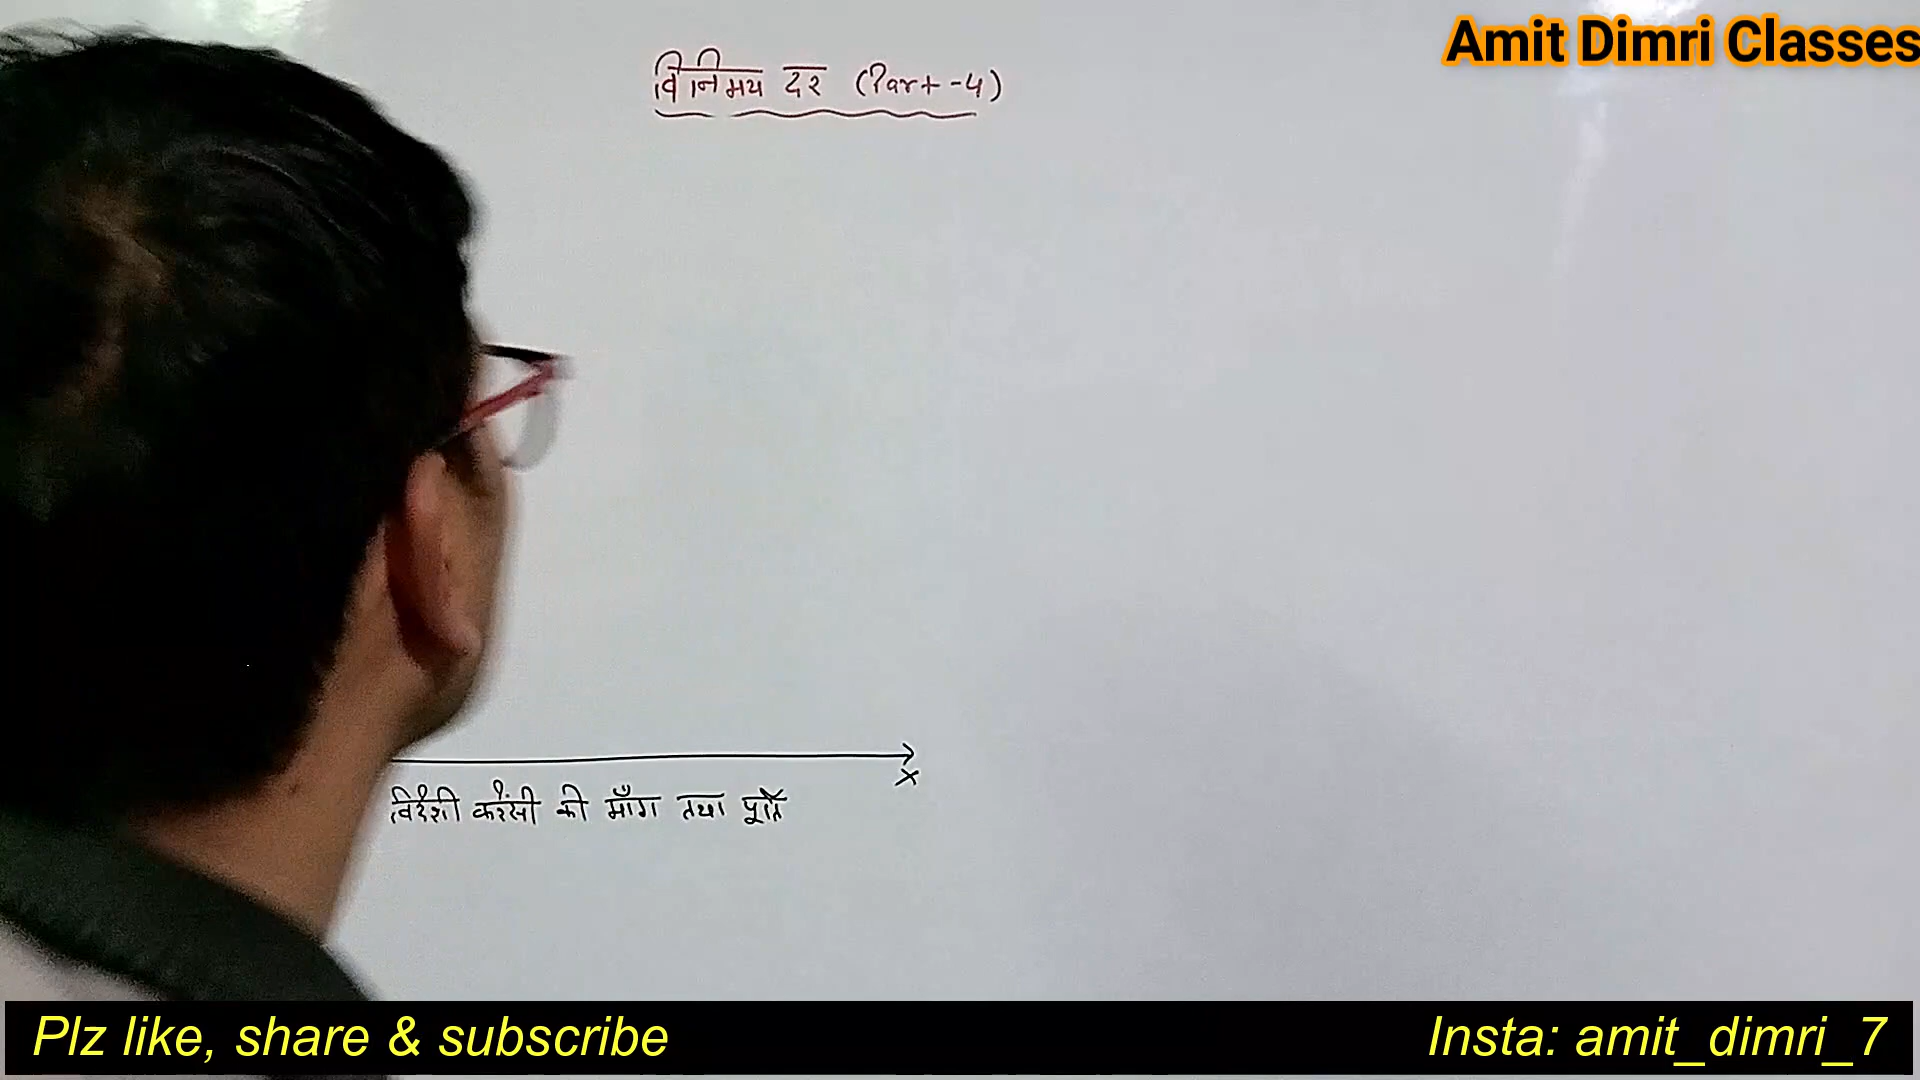 Amit Dimri Classes
विनिमय दर (Part-4)
X
विदेशी करेंसी की माँग तथा पूर्ति
Plz like, share & subscribe
Insta: amit_dimri_7